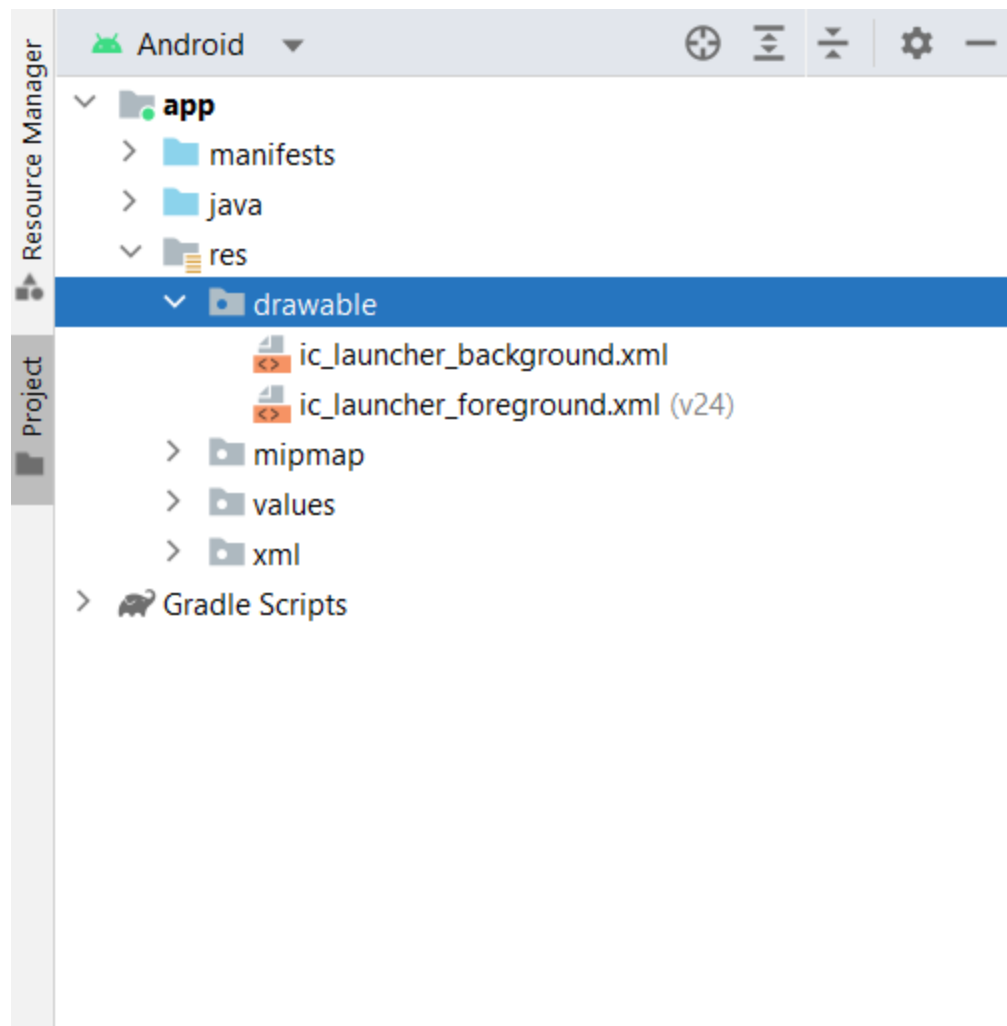 Android
app
manifests
java
res
drawable
ic_launcher_background.xml
ic_launcher_foreground.xml (v24)
mipmap
values
xml
Gradle Scripts
Resource Manager
Project